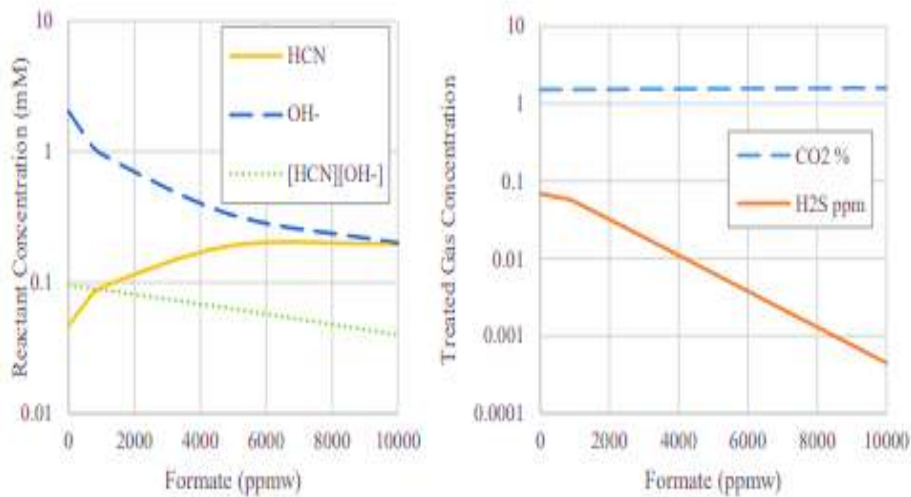 Reactant Concentration (mM)
10
1
0.1
0.01
HCN
OH-
[HCN][OH-]
0 2000 4000 6000 8000 10000
Formate (ppmw)
Treated Gas Concentration
10
1
0.1
0.01
0.001
0.0001
CO2 %
H2S ppm
0 2000 4000 6000 8000 10000
Formate (ppmw)